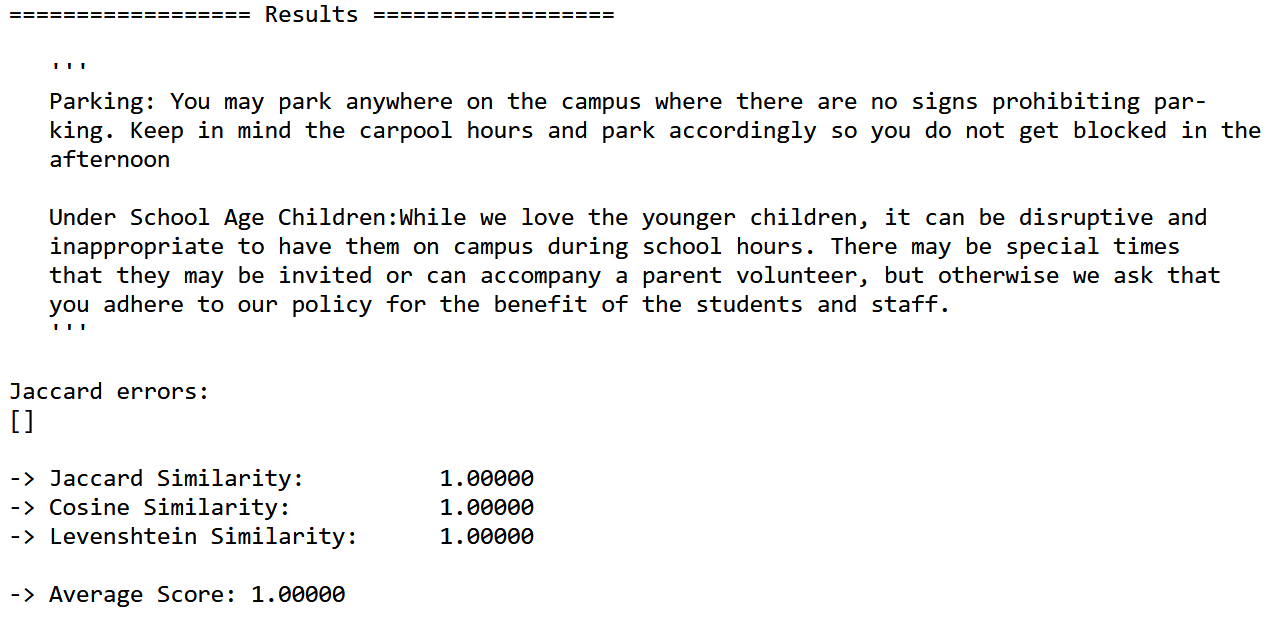 ================== Results ==================
'''
Parking: You may park anywhere on the campus where there are no signs prohibiting par-
king. Keep in mind the carpool hours and park accordingly so you do not get blocked in the
afternoon
Under School Age Children:While we love the younger children, it can be disruptive and
inappropriate to have them on campus during school hours. There may be special times
that they may be invited or can accompany a parent volunteer, but otherwise we ask that
you adhere to our policy for the benefit of the students and staff.
'''
Jaccard errors:
[]
-> Jaccard Similarity: 1.00000
-> Cosine Similarity: 1.00000
-> Levenshtein Similarity: 1.00000
-> Average Score: 1.00000